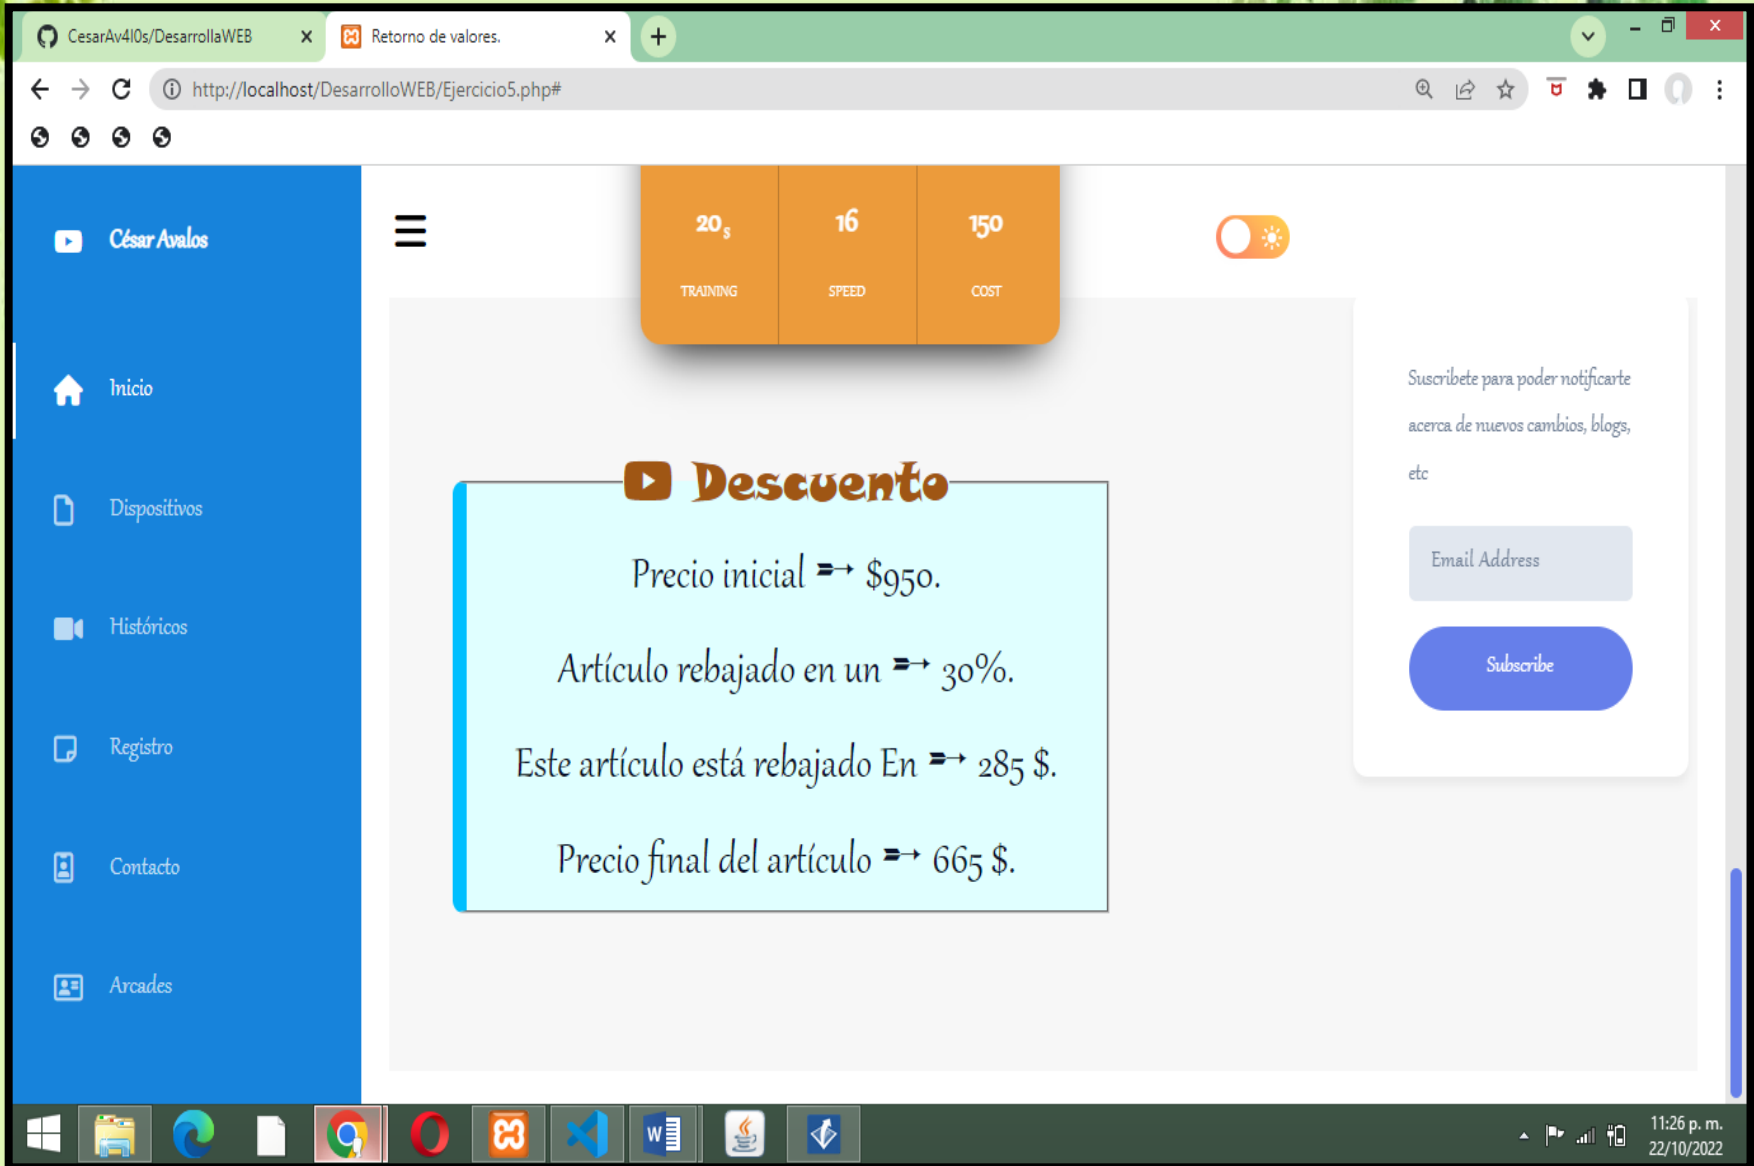 CesarAv4l0s/DesarrollaWEB
Retorno de valores.
http://localhost/DesarrolloWEB/Ejercicio5.php#
César Avalos
Inicio
Dispositivos
Históricos
Registro
Contacto
Arcades
20s
16
150
TRAINING
SPEED
COST
Descuento
Precio inicial ➵ $950.
Artículo rebajado en un ➵ 30%.
Este artículo está rebajado En ➵ 285 $.
Precio final del artículo ➵ 665 $.
Suscribete para poder notificarte
acerca de nuevos cambios, blogs,
etc
Email Address
Subscribe
11:26 p. m.
22/10/2022